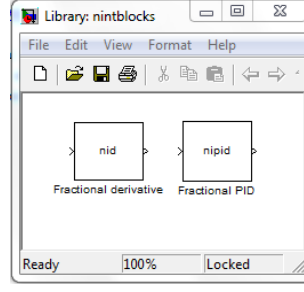 Library: nintblocks
File Edit View Format Help
nid nipid
Fractional derivative Fractional PID
Ready 100% Locked